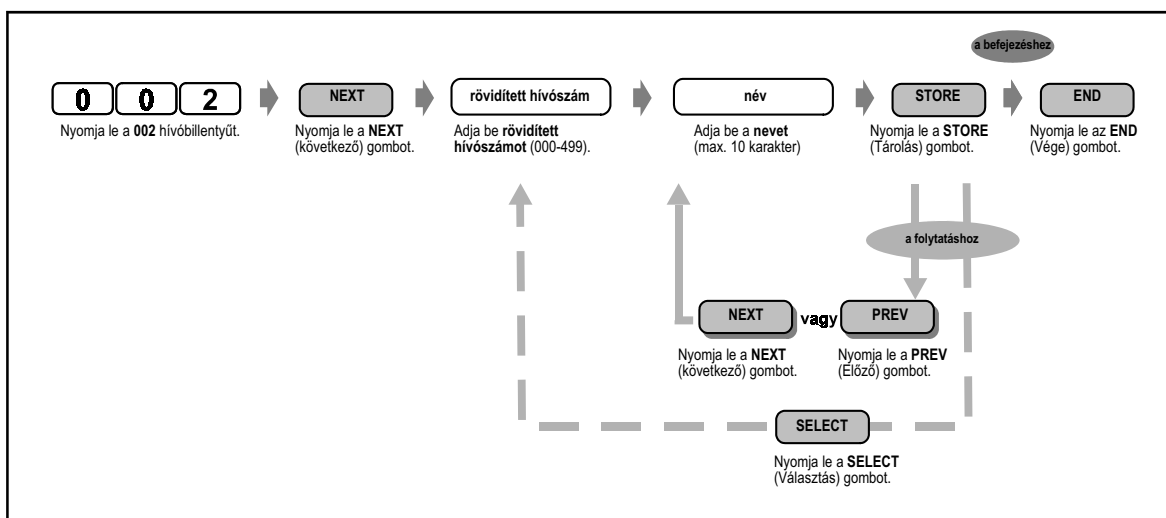 a befejezéshez
0 0 2
NEXT
rövidített hívószám
név
STORE
END
Nyomja le a 002 hívóbillentyűt.
Nyomja le a NEXT
(következő) gombot.
Adja be rövidített
hívószámot (000-499).
Adja be a nevet
(max. 10 karakter)
Nyomja le a STORE
(Tárolás) gombot.
Nyomja le az END
(Vége) gombot.
a folytatáshoz
NEXT vagy PREV
Nyomja le a NEXT
(következő) gombot.
Nyomja le a PREV
(Előző) gombot.
SELECT
Nyomja le a SELECT
(Választás) gombot.